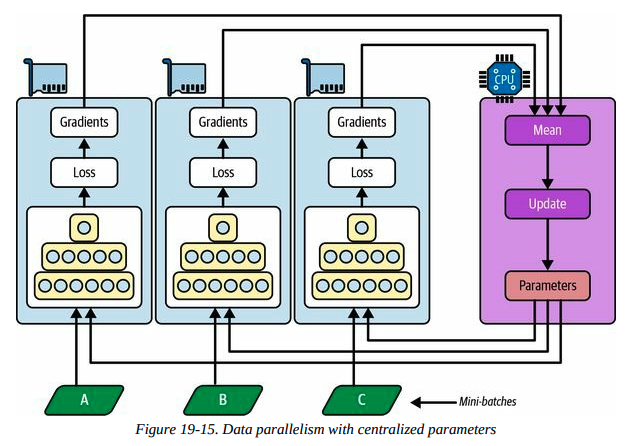 CPU
Gradients
Gradients
Gradients
Mean
Loss
Loss
Loss
Update
Parameters
A
B
C
Mini-batches
Figure 19-15. Data parallelism with centralized parameters